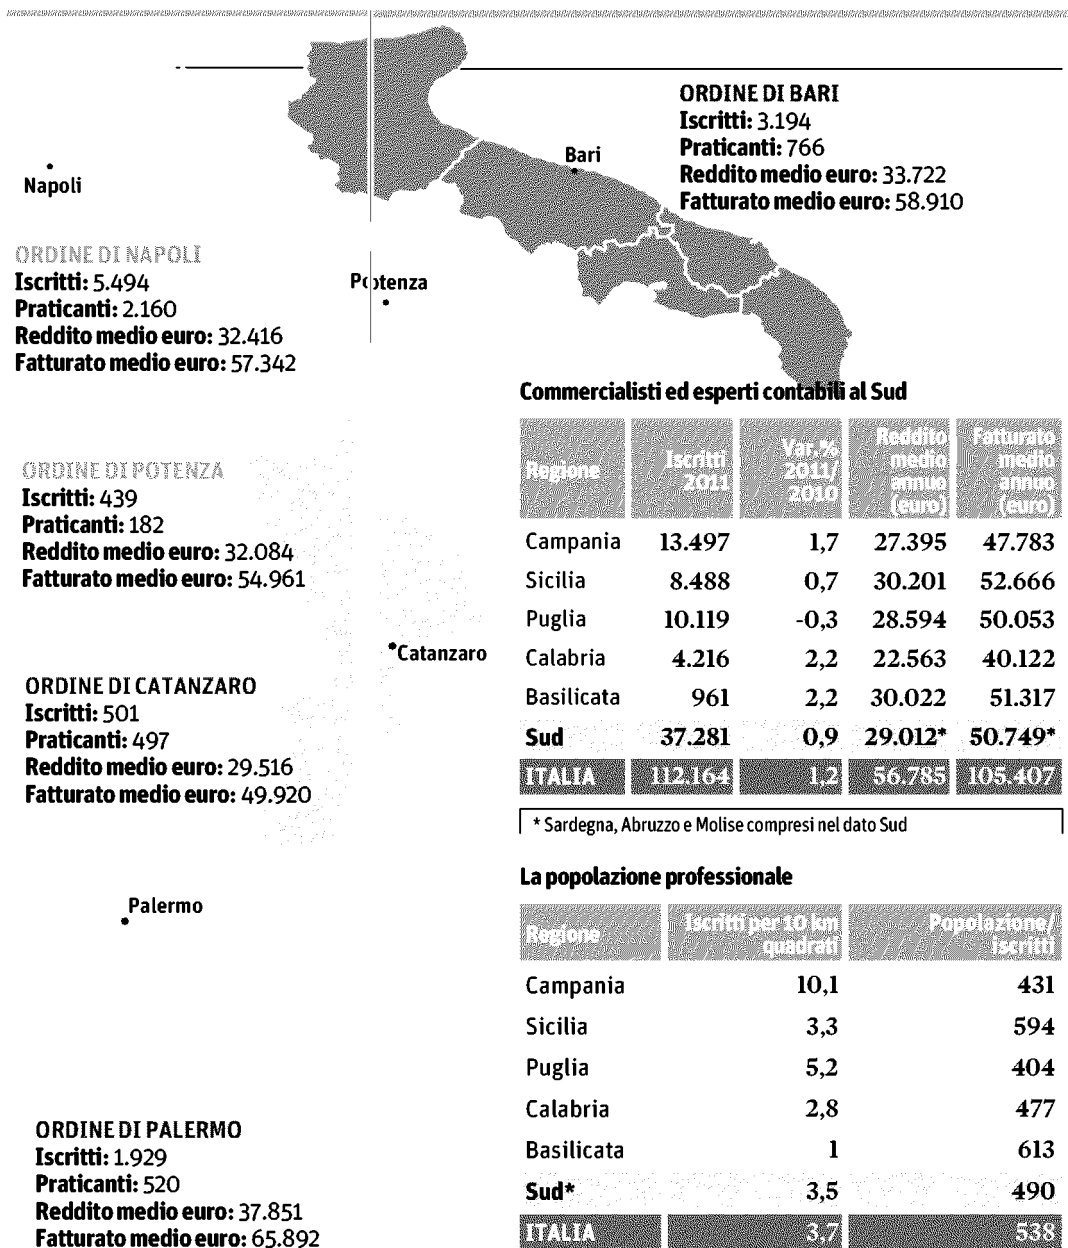 ORDINE DI BARI
Iscritti: 3.194
Praticanti: 766
Reddito medio euro: 33.722
Fatturato medio euro: 58.910
Bari
Napoli
ORDINE DI NAPOLI
Iscritti: 5.494
Praticanti: 2.160
Reddito medio euro: 32.416
Fatturato medio euro: 57.342
Potenza
ORDINE DI POTENZA
Iscritti: 439
Praticanti: 182
Reddito medio euro: 32.084
Fatturato medio euro: 54.961
Catanzaro
ORDINE DI CATANZARO
Iscritti: 501
Praticanti: 497
Reddito medio euro: 29.516
Fatturato medio euro: 49.920
Palermo
ORDINE DI PALERMO
Iscritti: 1.929
Praticanti: 520
Reddito medio euro: 37.851
Fatturato medio euro: 65.892
Commercialisti ed esperti contabili al Sud
Regione Iscritti 2011 Var.% 2011/2010 Reddito medio annuo (euro) Fatturato medio annuo (euro)
Campania 13.497 1,7 27.395 47.783
Sicilia 8.488 0,7 30.201 52.666
Puglia 10.119 -0,3 28.594 50.053
Calabria 4.216 2,2 22.563 40.122
Basilicata 961 2,2 30.022 51.317
Sud 37.281 0,9 29.012* 50.749*
ITALIA 112.164 1,2 56.785 105.407
* Sardegna, Abruzzo e Molise compresi nel dato Sud
La popolazione professionale
Regione Iscritti per 10 km quadrati Popolazione/ iscritti
Campania 10,1 431
Sicilia 3,3 594
Puglia 5,2 404
Calabria 2,8 477
Basilicata 1 613
Sud* 3,5 490
ITALIA 3,7 538